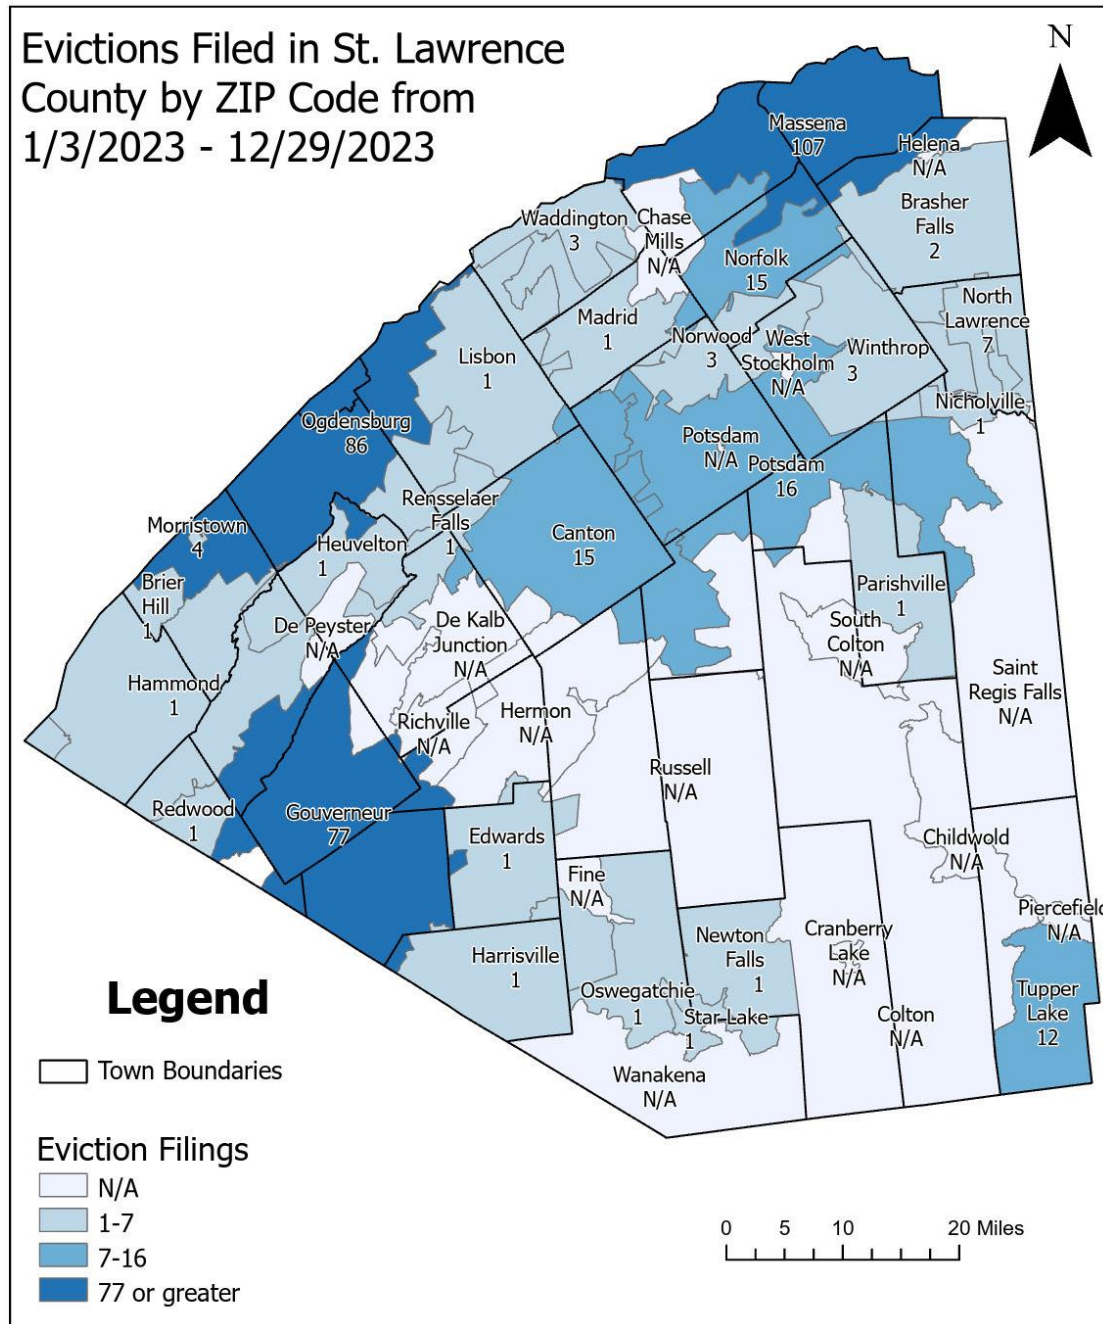 Evictions Filed in St. Lawrence
County by ZIP Code from
1/3/2023 - 12/29/2023
N
Massena
107
Helena
N/A
Waddington
3
Chase
Mills
N/A
Brasher
Falls
2
Norfolk
15
North
Lawrence
7
Madrid
1
Norwood
3
West
Stockholm
N/A
Winthrop
3
Lisbon
1
Nicholville
1
Ogdensburg
86
Potsdam
N/A
Potsdam
16
Rensselaer
Falls
1
Canton
15
Morristown
4
Heuvelton
1
Brier
Hill
1
De Peyster
N/A
De Kalb
Junction
N/A
Parishville
1
South
Colton
N/A
Saint
Regis Falls
N/A
Hammond
1
Richville
N/A
Hermon
N/A
Russell
N/A
Redwood
1
Gouverneur
77
Edwards
1
Childwold
N/A
Fine
N/A
Piercefield
N/A
Harrisville
1
Newton
Falls
1
Cranberry
Lake
N/A
Oswegatchie
1
Star Lake
1
Colton
N/A
Tupper
Lake
12
Wanakena
N/A
Legend
Town Boundaries
Eviction Filings
N/A
1-7
7-16
77 or greater
0 5 10 20 Miles